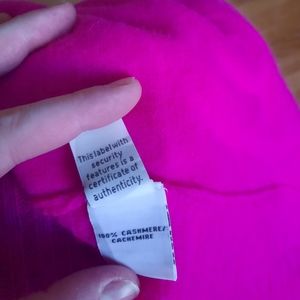 This label with
security
features is a
certificate of
authenticity.
100% CASHMERE/
CACHEMIRE